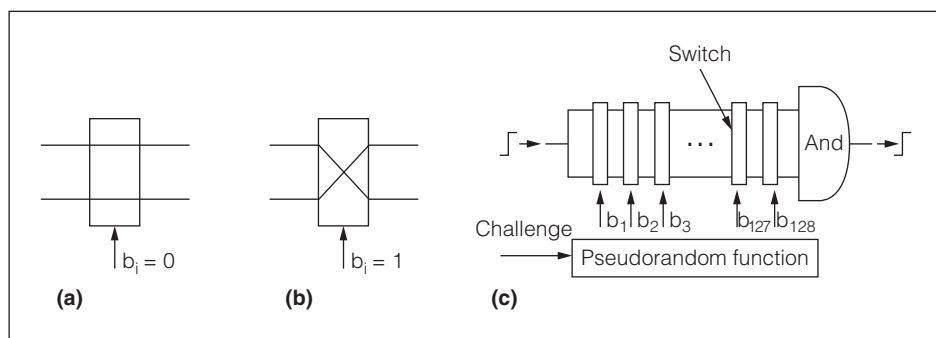 Switch
And
...
b1 b2 b3 b127 b128
Challenge
Pseudorandom function
bi = 0
bi = 1
(a)
(b)
(c)